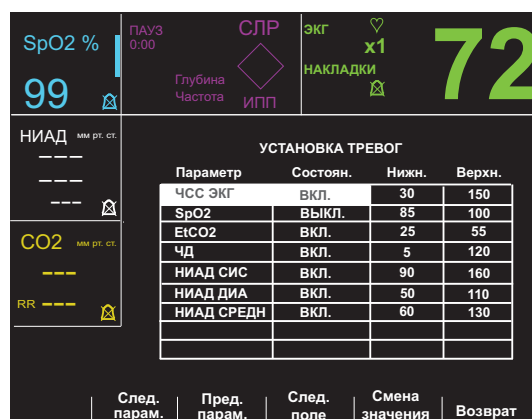 SpO2 %
99
ПАУЗ
0:00
СЛР
Глубина
Частота
ИПП
ЭКГ
x1
НАКЛАДКИ
72
НИАД мм рт. ст.
---
---
---
CO2 мм рт. ст.
---
RR ---
УСТАНОВКА ТРЕВОГ
Параметр Состоян. Нижн. Верхн.
ЧСС ЭКГ ВКЛ. 30 150
SpO2 ВЫКЛ. 85 100
EtCO2 ВКЛ. 25 55
ЧД ВКЛ. 5 120
НИАД СИС ВКЛ. 90 160
НИАД ДИА ВКЛ. 50 110
НИАД СРЕДН ВКЛ. 60 130
След. парам.
Пред. парам.
След. поле
Смена значения
Возврат